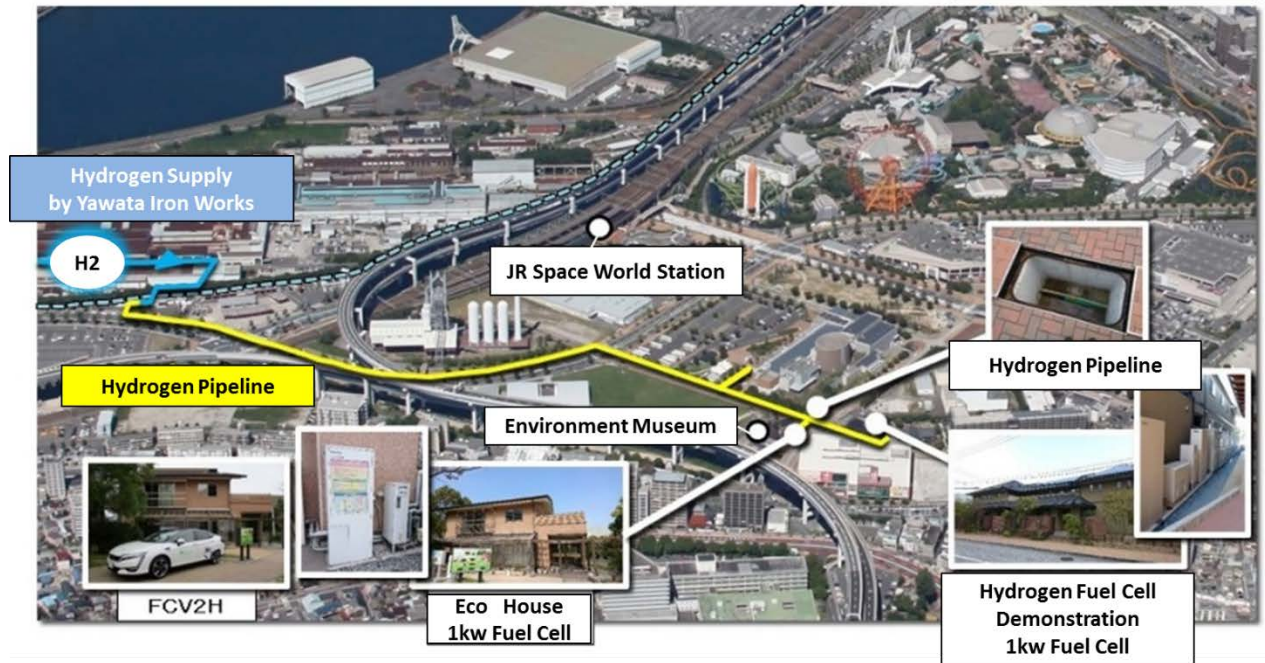 Hydrogen Supply
by Yawata Iron Works
H2
JR Space World Station
Hydrogen Pipeline
Hydrogen Pipeline
Environment Museum
FCV2H
Eco House
1kw Fuel Cell
Hydrogen Fuel Cell
Demonstration
1kw Fuel Cell